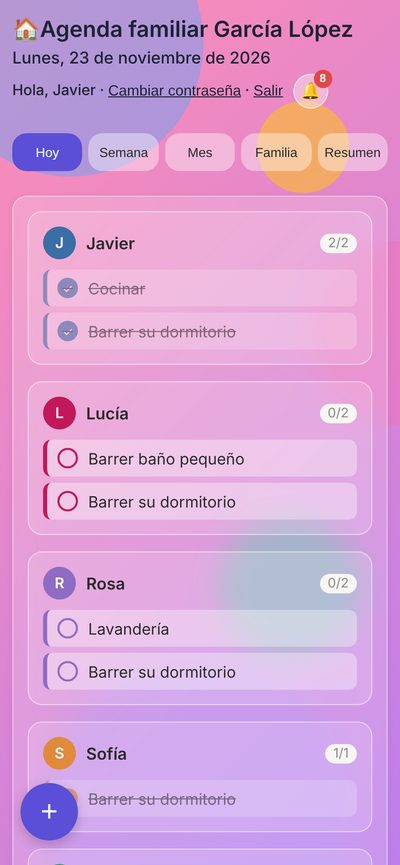 🏠Agenda familiar García López
Lunes, 23 de noviembre de 2026
Hola, Javier · Cambiar contraseña · Salir 🔔 8
Hoy Semana Mes Familia Resumen
J Javier 2/2
Cocinar
Barrer su dormitorio
L Lucía 0/2
Barrer baño pequeño
Barrer su dormitorio
R Rosa 0/2
Lavandería
Barrer su dormitorio
S Sofía 1/1
Barrer su dormitorio
+